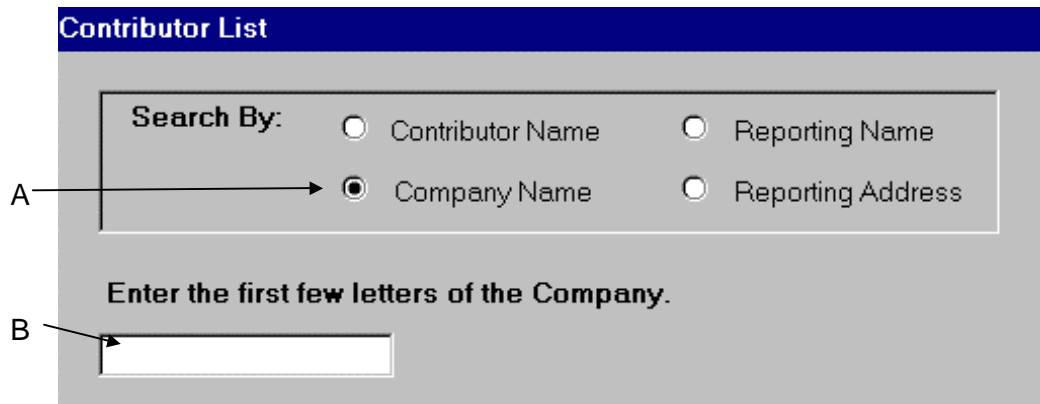 Contributor List
Search By: Contributor Name Reporting Name
A Company Name Reporting Address
Enter the first few letters of the Company.
B